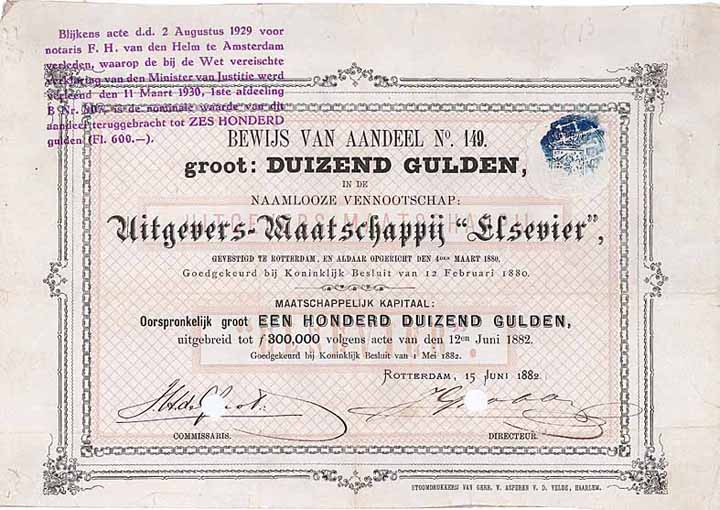 Blijkens acte d.d. 2 Augustus 1929 voor
notaris F. H. van den Helm te Amsterdam
verleden, waarop de bij de Wet vereischte
verklaring van den Minister van Justitie werd
verleend den 11 Maart 1930, 1ste afdeeling
B Nr. 507, is de nominale waarde van dit
aandeel teruggebracht tot ZES HONDERD
gulden (Fl. 600.—).
BEWIJS VAN AANDEEL No. 149.
groot: DUIZEND GULDEN,
IN DE
NAAMLOOZE VENNOOTSCHAP:
UITGEVERS-MAATSCHAPPIJ
Uitgevers-Maatschappij "Elsevier",
GEVESTIGD TE ROTTERDAM, EN ALDAAR OPGERICHT DEN 4DEN MAART 1880.
Goedgekeurd bij Koninklijk Besluit van 12 Februari 1880.
MAATSCHAPPELIJK KAPITAAL:
Oorspronkelijk groot EEN HONDERD DUIZEND GULDEN,
uitgebreid tot f 300,000 volgens acte van den 12en Juni 1882.
"ELSEVIER"
Goedgekeurd bij Koninklijk Besluit van 1 Mei 1882.
ROTTERDAM, 15 Juni 1882.
COMMISSARIS. DIRECTEUR.
STOOMDRUKKERIJ VAN GEBR. V. ASPEREN V. D. VELDE, HAARLEM.